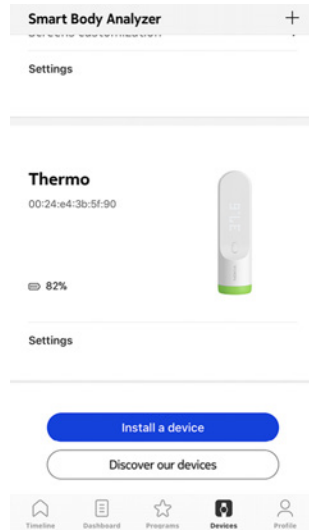 Smart Body Analyzer
Settings
Thermo
00:24:e4:3b:5f:90
82%
Settings
Install a device
Discover our devices
Timeline
Dashboard
Programs
Devices
Profile